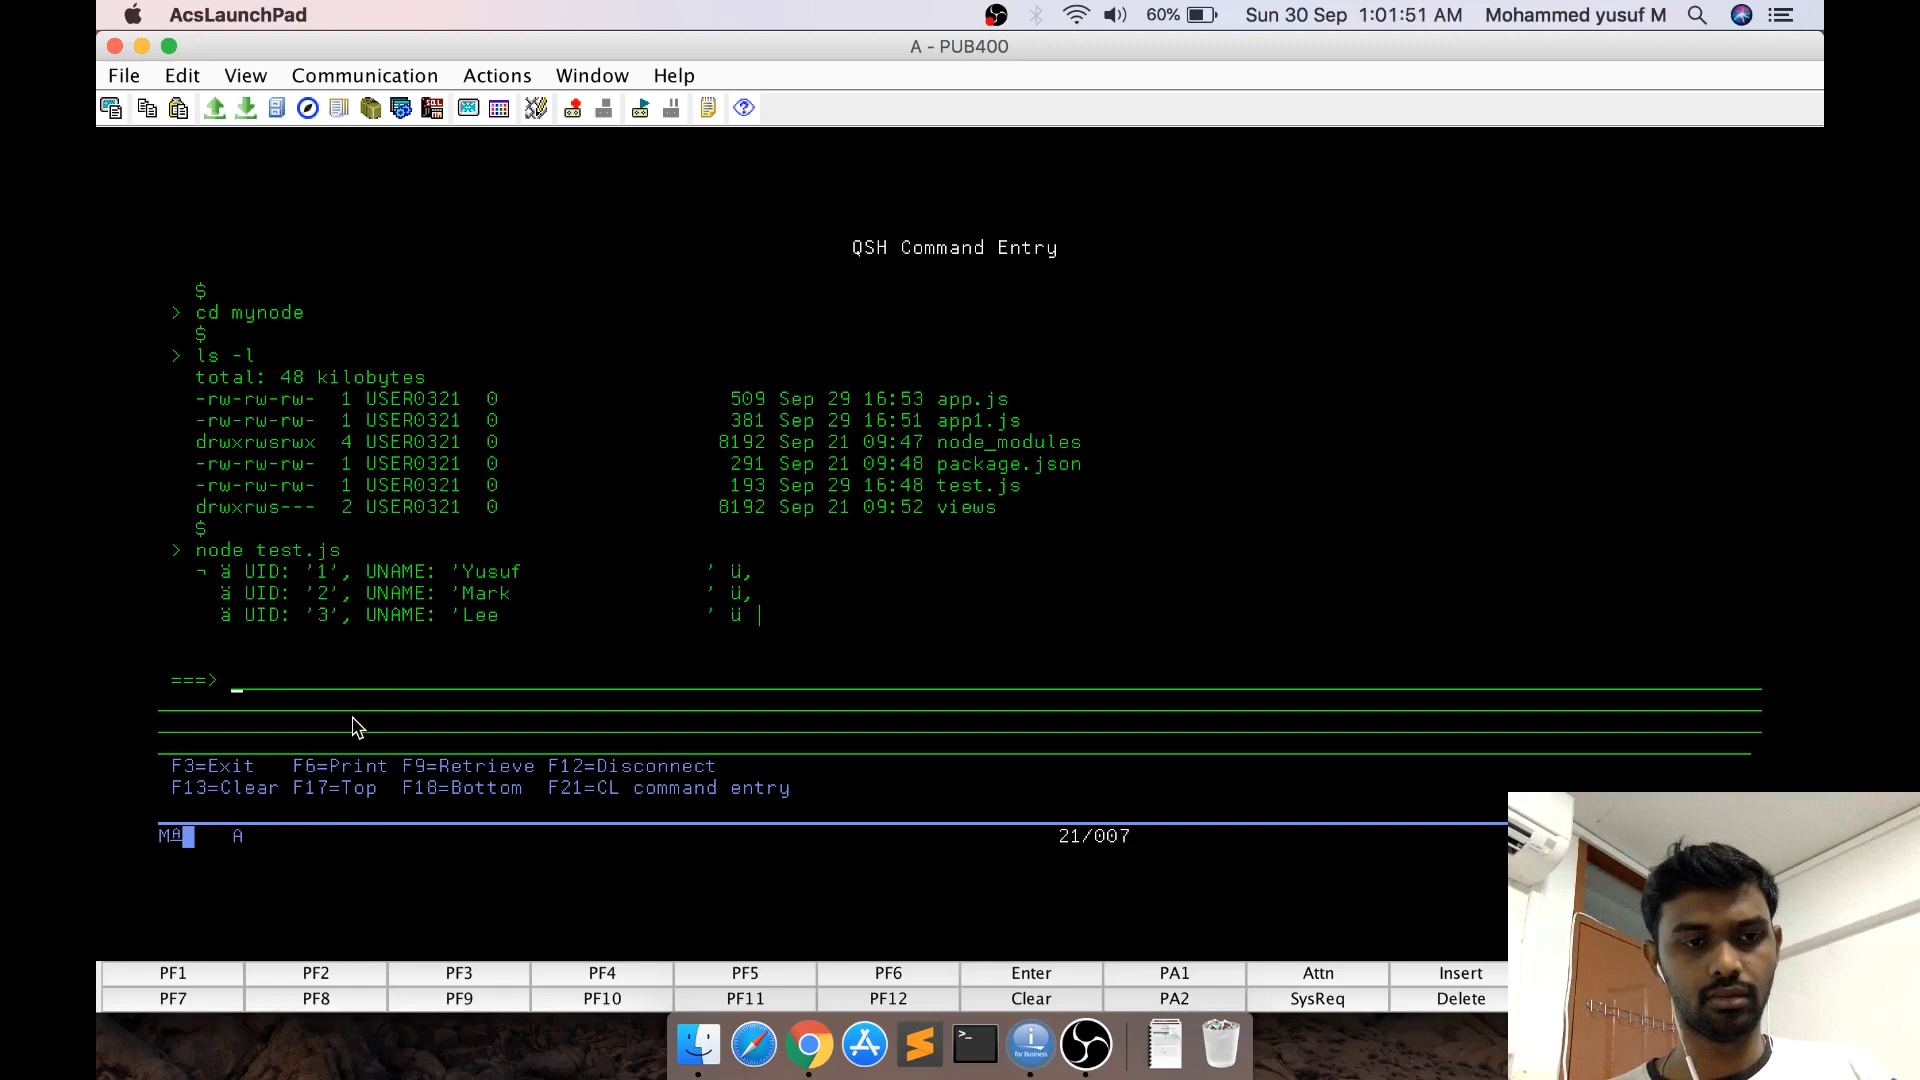 AcsLaunchPad 60% Sun 30 Sep 1:01:51 AM Mohammed yusuf M
A - PUB400
File Edit View Communication Actions Window Help
SQL
QSH Command Entry
$
> cd mynode
$
> ls -l
total: 48 kilobytes
-rw-rw-rw- 1 USER0321 0 509 Sep 29 16:53 app.js
-rw-rw-rw- 1 USER0321 0 381 Sep 29 16:51 app1.js
drwxrwsrwx 4 USER0321 0 8192 Sep 21 09:47 node_modules
-rw-rw-rw- 1 USER0321 0 291 Sep 21 09:48 package.json
-rw-rw-rw- 1 USER0321 0 193 Sep 29 16:48 test.js
drwxrws--- 2 USER0321 0 8192 Sep 21 09:52 views
$
> node test.js
¬ ä UID: '1', UNAME: 'Yusuf ' ü,
ä UID: '2', UNAME: 'Mark ' ü,
ä UID: '3', UNAME: 'Lee ' ü |
===>
F3=Exit F6=Print F9=Retrieve F12=Disconnect
F13=Clear F17=Top F18=Bottom F21=CL command entry
MA A 21/007
PF1 PF2 PF3 PF4 PF5 PF6 Enter PA1 Attn Insert
PF7 PF8 PF9 PF10 PF11 PF12 Clear PA2 SysReq Delete
for Business